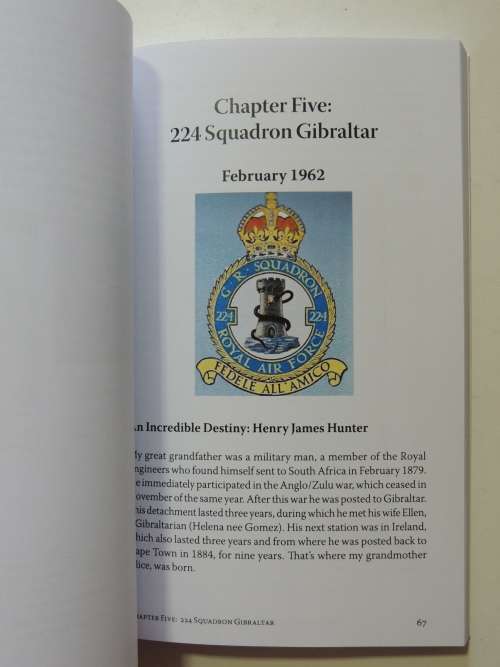 Chapter Five:
224 Squadron Gibraltar
February 1962
G. R. SQUADRON
224
224
ROYAL AIR FORCE
FEDELE ALL'AMICO
An Incredible Destiny: Henry James Hunter
My great grandfather was a military man, a member of the Royal
Engineers who found himself sent to South Africa in February 1879.
He immediately participated in the Anglo/Zulu war, which ceased in
November of the same year. After this war he was posted to Gibraltar.
This detachment lasted three years, during which he met his wife Ellen,
Gibraltarian (Helena nee Gomez). His next station was in Ireland,
which also lasted three years and from where he was posted back to
Cape Town in 1884, for nine years. That's where my grandmother
Alice, was born.
Chapter Five: 224 Squadron Gibraltar
67